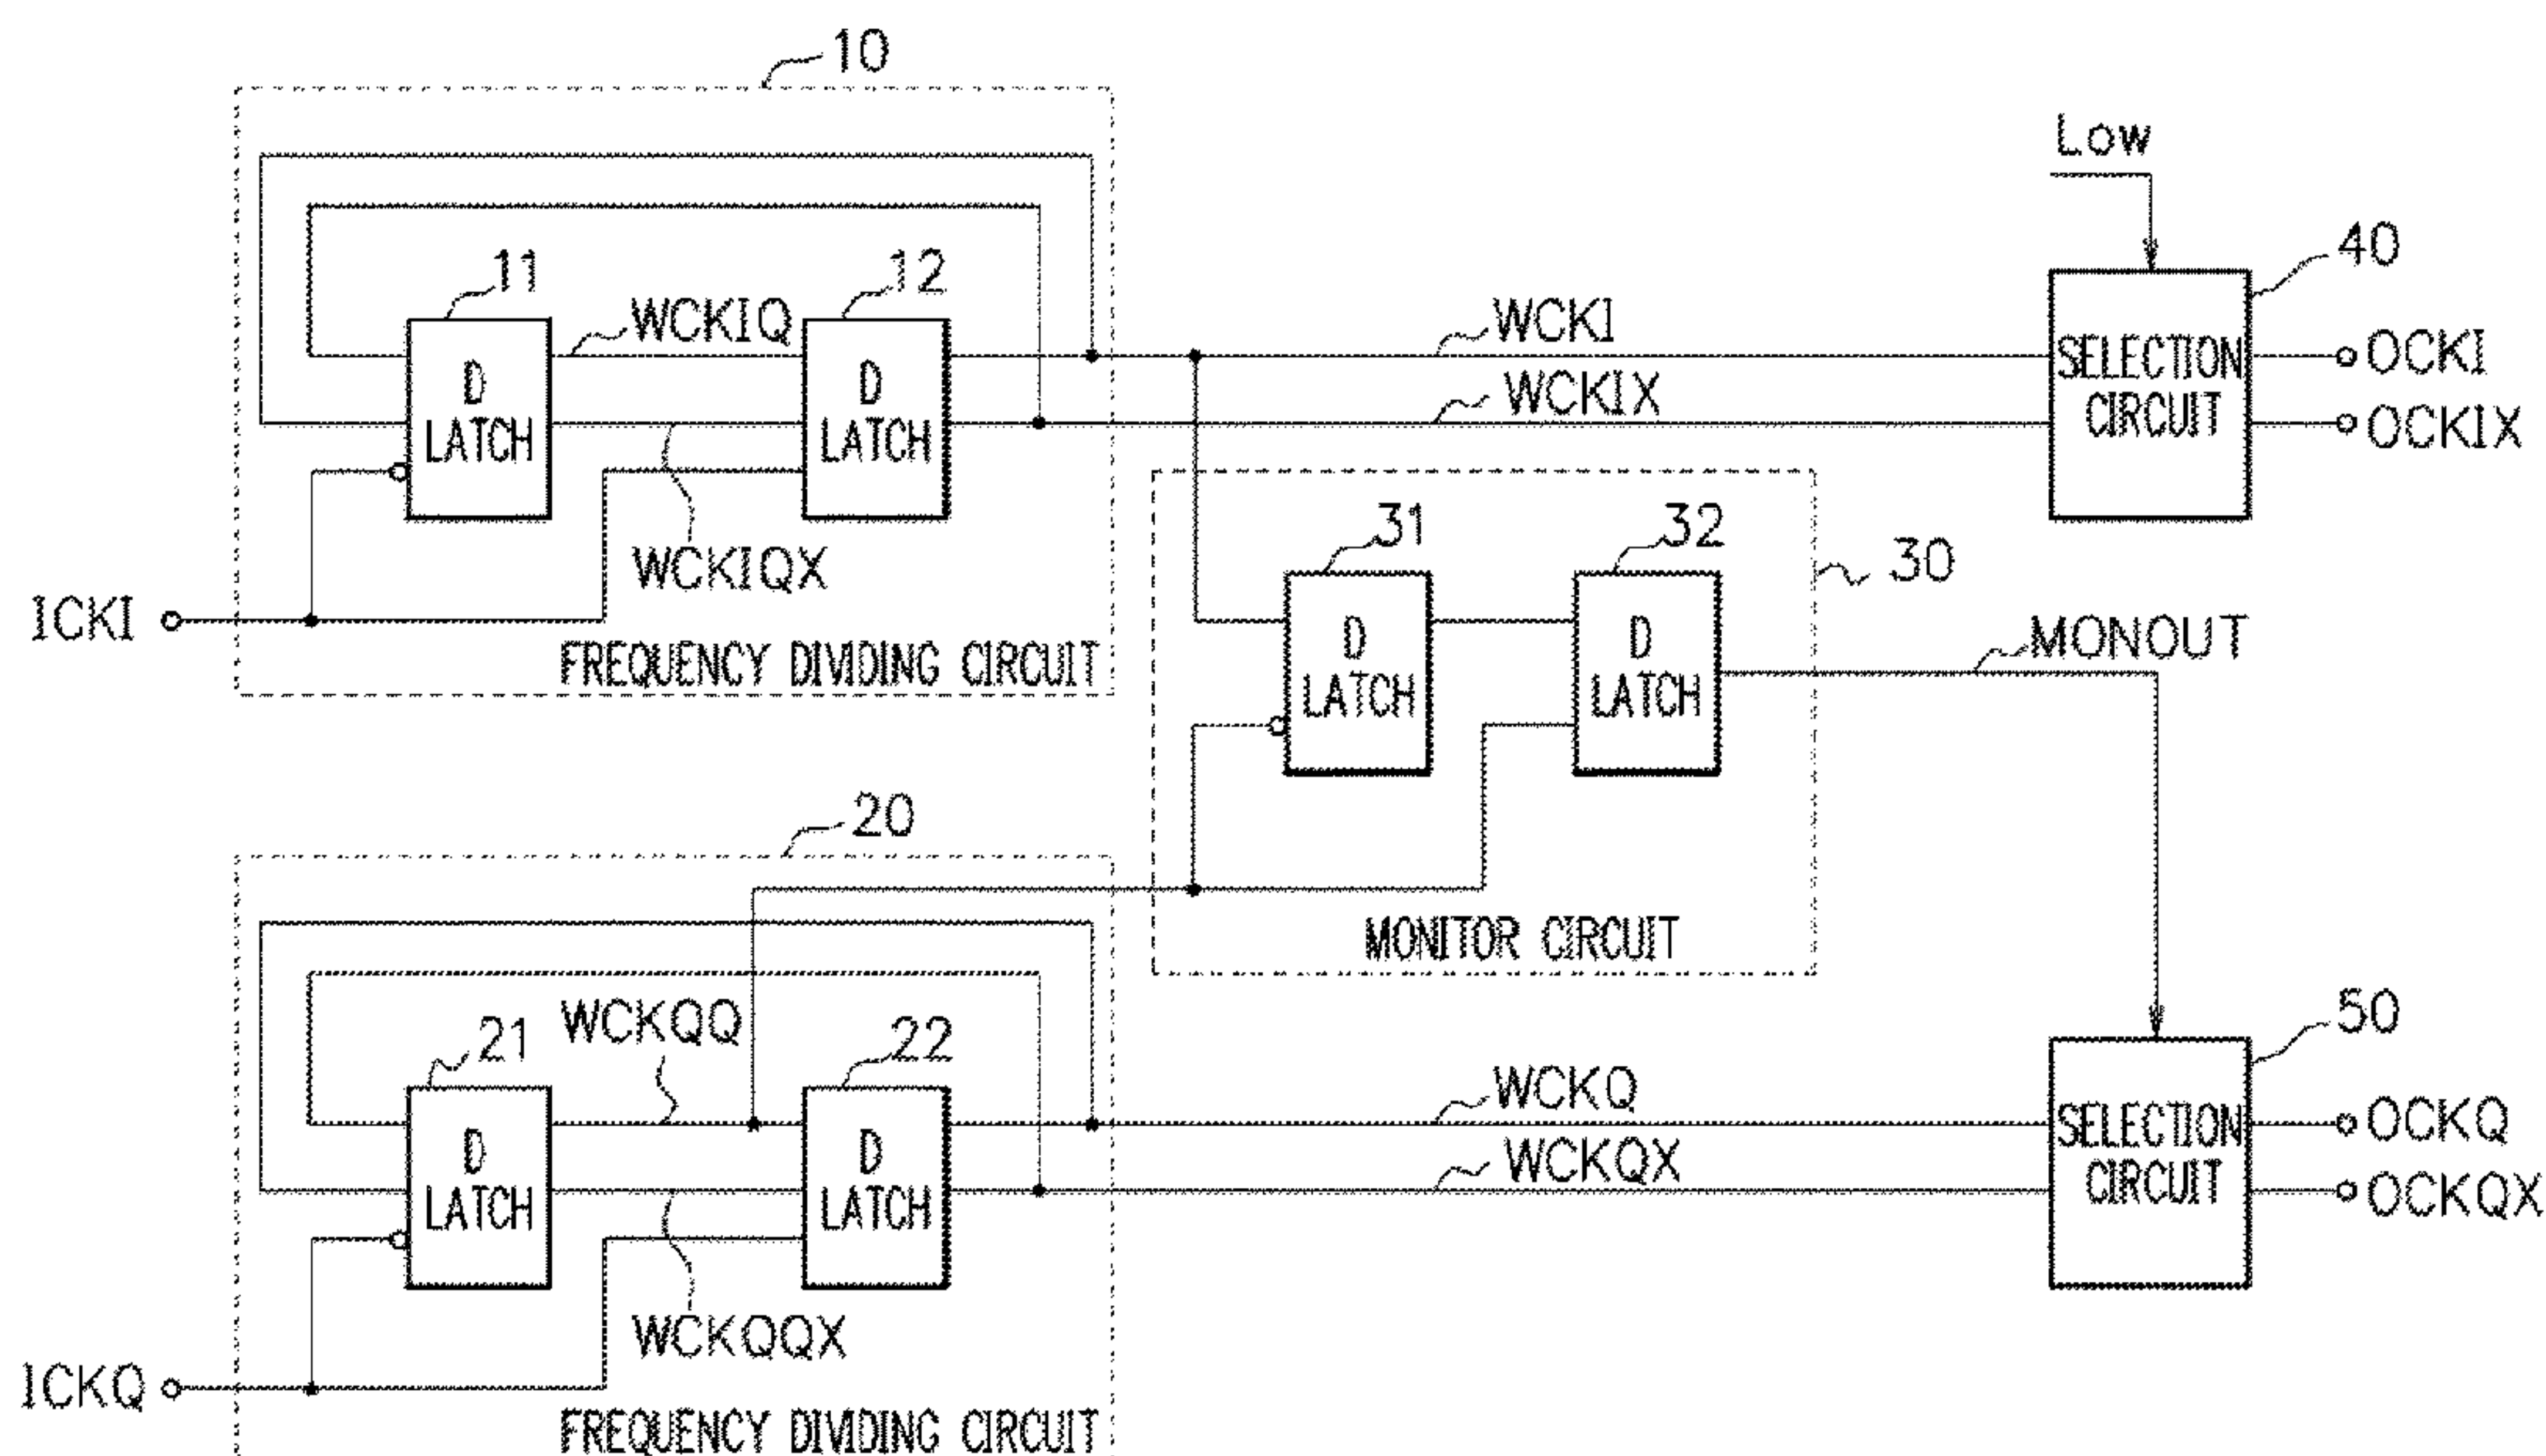 10
Low
40
11
12
WCKIQ
WCKI
D
LATCH
D
LATCH
SELECTION
CIRCUIT
OCKI
WCKIX
OCKIX
WCKIQX
31
32
30
ICKI
FREQUENCY DIVIDING CIRCUIT
D
LATCH
D
LATCH
MONOUT
20
MONITOR CIRCUIT
50
21
WCKQQ
22
WCKQ
D
LATCH
D
LATCH
SELECTION
CIRCUIT
OCKQ
WCKQX
OCKQX
WCKQQX
ICKQ
FREQUENCY DIVIDING CIRCUIT